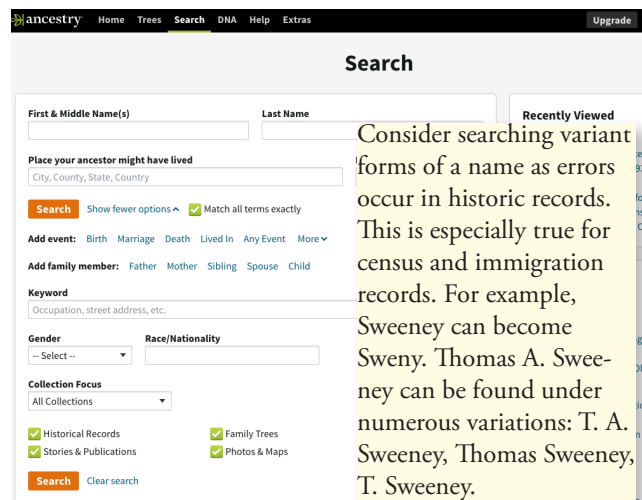 ancestry Home Trees Search DNA Help Extras Upgrade
Search
First & Middle Name(s) Last Name
Recently Viewed
Place your ancestor might have lived
City, County, State, Country
Search Show fewer options Match all terms exactly
Add event: Birth Marriage Death Lived In Any Event More
Add family member: Father Mother Sibling Spouse Child
Keyword
Occupation, street address, etc.
Gender Race/Nationality
-- Select --
Collection Focus
All Collections
Historical Records Family Trees
Stories & Publications Photos & Maps
Search Clear search
Consider searching variant
forms of a name as errors
occur in historic records.
This is especially true for
census and immigration
records. For example,
Sweeney can become
Sweny. Thomas A. Swee-
ney can be found under
numerous variations: T. A.
Sweeney, Thomas Sweeney,
T. Sweeney.